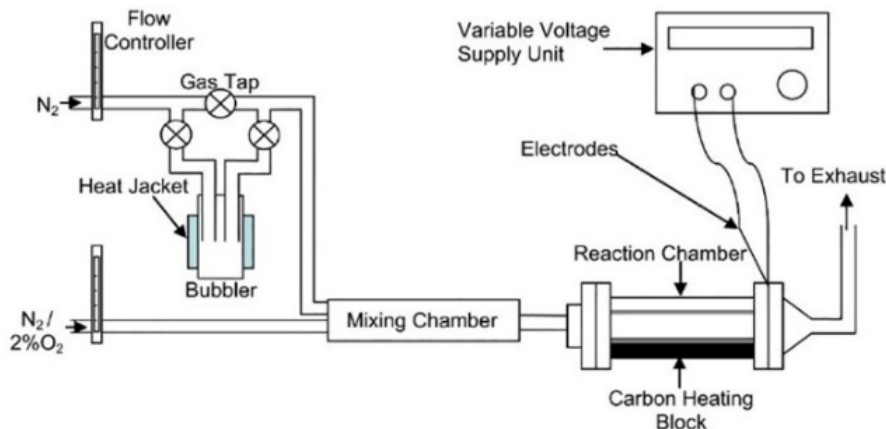 Flow
Controller
Gas Tap
N₂
Heat Jacket
Bubbler
N₂ /
2%O₂
Mixing Chamber
Variable Voltage
Supply Unit
Electrodes
To Exhaust
Reaction Chamber
Carbon Heating
Block